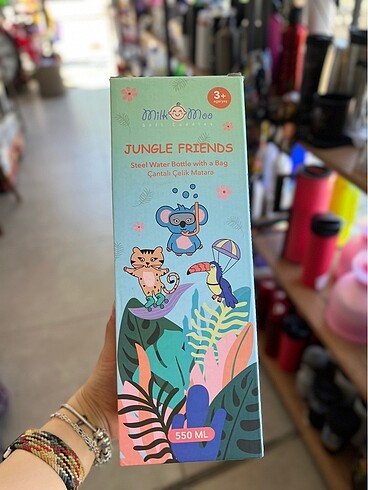 3+
Milk Moo
JUNGLE FRIENDS
Steel Water Bottle with a Bag
Çantalı Çelik Matara
550 ML